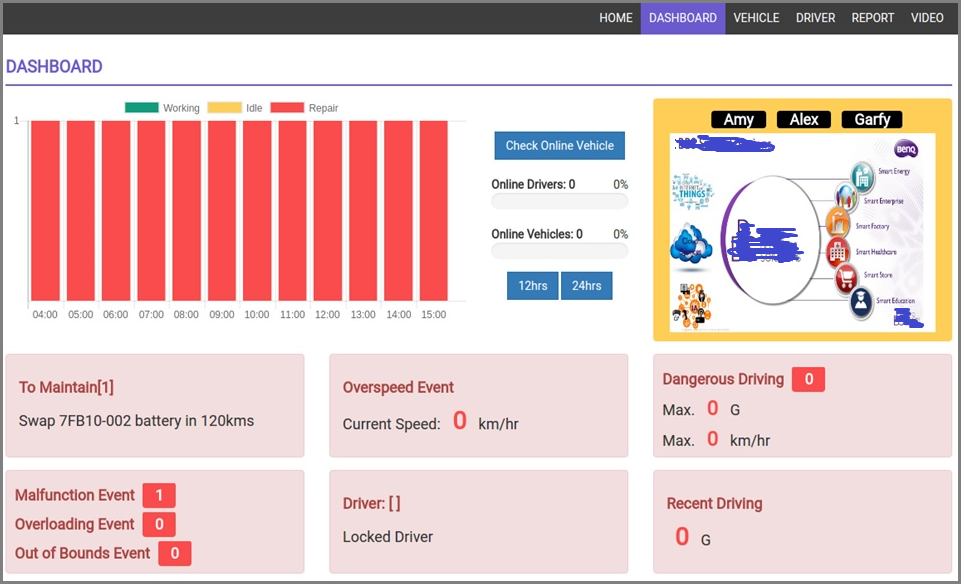 HOME DASHBOARD VEHICLE DRIVER REPORT VIDEO
DASHBOARD
Working Idle Repair
1
04:00 05:00 06:00 07:00 08:00 09:00 10:00 11:00 12:00 13:00 14:00 15:00
Check Online Vehicle
Online Drivers: 0 0%
Online Vehicles: 0 0%
12hrs 24hrs
Amy Alex Garfy
BenQ
INTERNET
THINGS
Smart Energy
Smart Enterprise
Smart Factory
Smart Healthcare
Smart Store
Smart Education
To Maintain[1]
Swap 7FB10-002 battery in 120kms
Overspeed Event
Current Speed: 0 km/hr
Dangerous Driving 0
Max. 0 G
Max. 0 km/hr
Malfunction Event 1
Overloading Event 0
Out of Bounds Event 0
Driver: [ ]
Locked Driver
Recent Driving
0 G